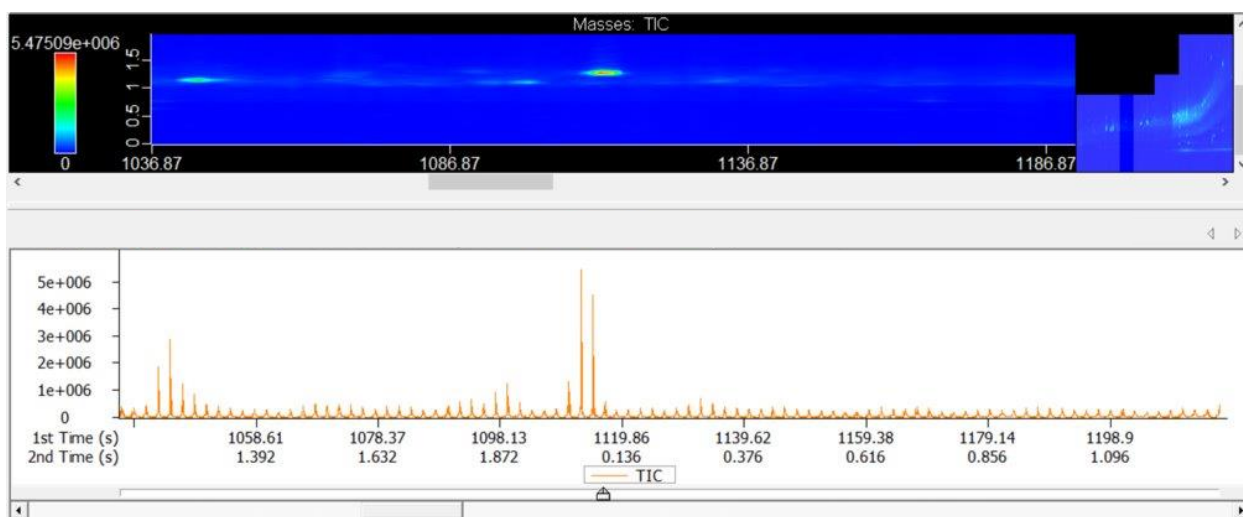 Masses: TIC
5.47509e+006
0
1.5
1
0.5
0
1036.87 1086.87 1136.87 1186.87
5e+006
4e+006
3e+006
2e+006
1e+006
0
1st Time (s) 1058.61 1078.37 1098.13 1119.86 1139.62 1159.38 1179.14 1198.9
2nd Time (s) 1.392 1.632 1.872 0.136 0.376 0.616 0.856 1.096
TIC